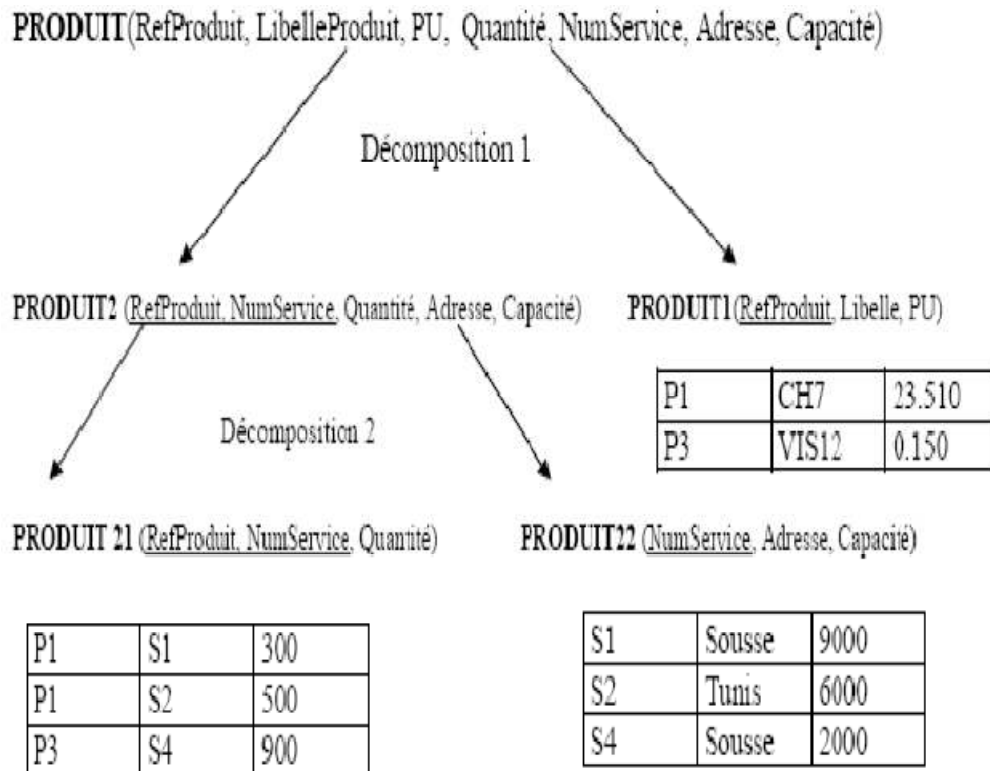 PRODUIT(RefProduit, LibelleProduit, PU, Quantité, NumService, Adresse, Capacité)
Décomposition 1
PRODUIT2 (RefProduit, NumService, Quantité, Adresse, Capacité) PRODUIT1(RefProduit, Libelle, PU)
P1 CH7 23.510
P3 VIS12 0.150
Décomposition 2
PRODUIT 21 (RefProduit, NumService, Quantité) PRODUIT22 (NumService, Adresse, Capacité)
P1 S1 300
P1 S2 500
P3 S4 900
S1 Sousse 9000
S2 Tunis 6000
S4 Sousse 2000